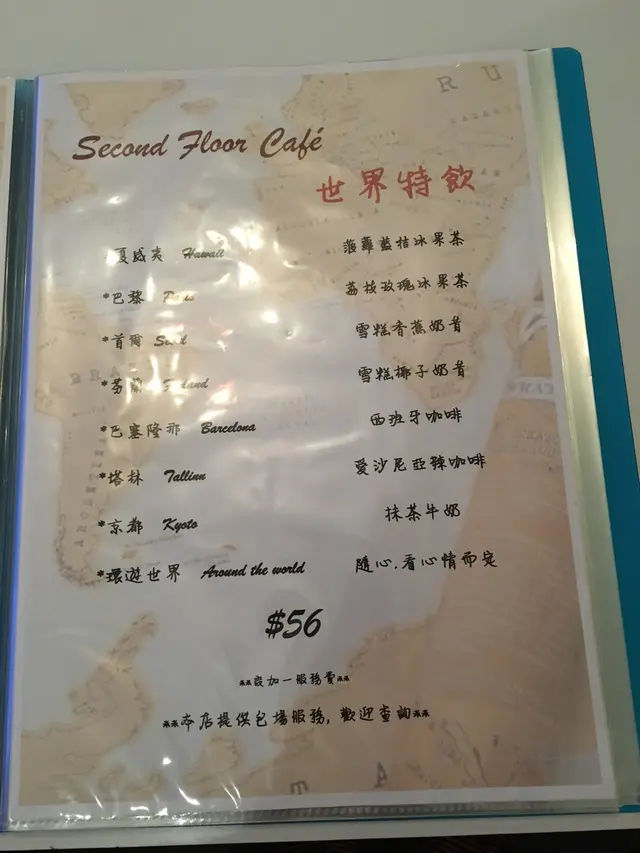 R U
Second Floor Café
世界特飲
夏威夷 Hawaii 菠蘿藍桔冰果茶
*巴黎 荔枝玫瑰冰果茶
*首爾 雪糕香蕉奶昔
*芬蘭 雪糕椰子奶昔
*巴塞隆那 Barcelona 西班牙咖啡
*塔林 Tallinn 愛沙尼亞辣咖啡
*京都 Kyoto 抹茶牛奶
*環遊世界 Around the world 隨心,看心情而定
$56
**設加一服務費**
**本店提供包場服務, 歡迎查詢**